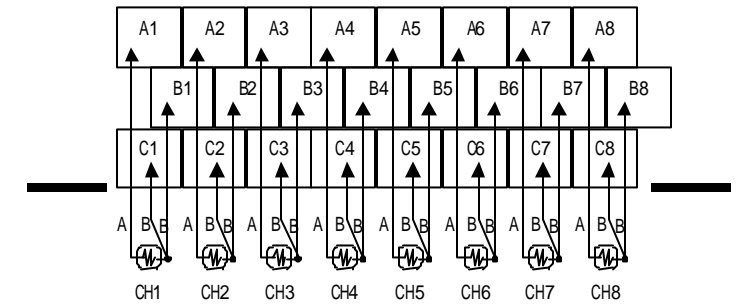 A1 A2 A3 A4 A5 A6 A7 A8
B1 B2 B3 B4 B5 B6 B7 B8
C1 C2 C3 C4 C5 C6 C7 C8
A B B A B B A B B A B B A B B A B B A B B A B B
CH1 CH2 CH3 CH4 CH5 CH6 CH7 CH8